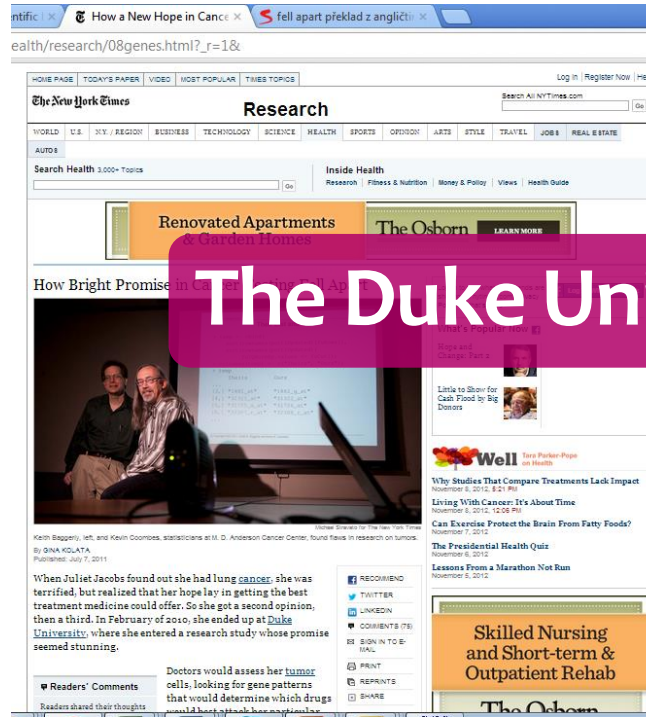 entific
How a New Hope in Cance
fell apart překlad z angličti
ealth/research/08genes.html?_r=1&
HOME PAGE TODAY'S PAPER VIDEO MOST POPULAR TIMES TOPICS
Log In Register Now He
The New York Times
Research
Search All NYTimes.com
Go
WORLD U.S. N.Y. / REGION BUSINESS TECHNOLOGY SCIENCE HEALTH SPORTS OPINION ARTS STYLE TRAVEL JOBS REAL ESTATE
AUTOS
Search Health 3,000+ Topics
Go
Inside Health
Research Fitness & Nutrition Money & Policy Views Health Guide
Renovated Apartments
& Garden Homes
The Osborn
LEARN MORE
How Bright Promise in Cancer Testing Fell Apart
The Duke Un
What's Popular Now
Hope and
Change: Part 2
Little to Show for
Cash Flood by Big
Donors
Well
Tara Parker-Pope
on Health
Why Studies That Compare Treatments Lack Impact
November 8, 2012, 5:21 PM
Living With Cancer: It's About Time
November 8, 2012, 12:05 PM
Can Exercise Protect the Brain From Fatty Foods?
November 7, 2012
The Presidential Health Quiz
November 6, 2012
Lessons From a Marathon Not Run
November 5, 2012
Michael Stravato for The New York Times
Keith Baggerly, left, and Kevin Coombes, statisticians at M. D. Anderson Cancer Center, found flaws in research on tumors.
By GINA KOLATA
Published: July 7, 2011
When Juliet Jacobs found out she had lung cancer, she was
terrified, but realized that her hope lay in getting the best
treatment medicine could offer. So she got a second opinion,
then a third. In February of 2010, she ended up at Duke
University, where she entered a research study whose promise
seemed stunning.
RECOMMEND
TWITTER
LINKEDIN
COMMENTS (75)
SIGN IN TO E-
MAIL
PRINT
REPRINTS
SHARE
Doctors would assess her tumor
cells, looking for gene patterns
that would determine which drugs
would best attack her particular
Readers' Comments
Readers shared their thoughts
Skilled Nursing
and Short-term &
Outpatient Rehab
The Osborn